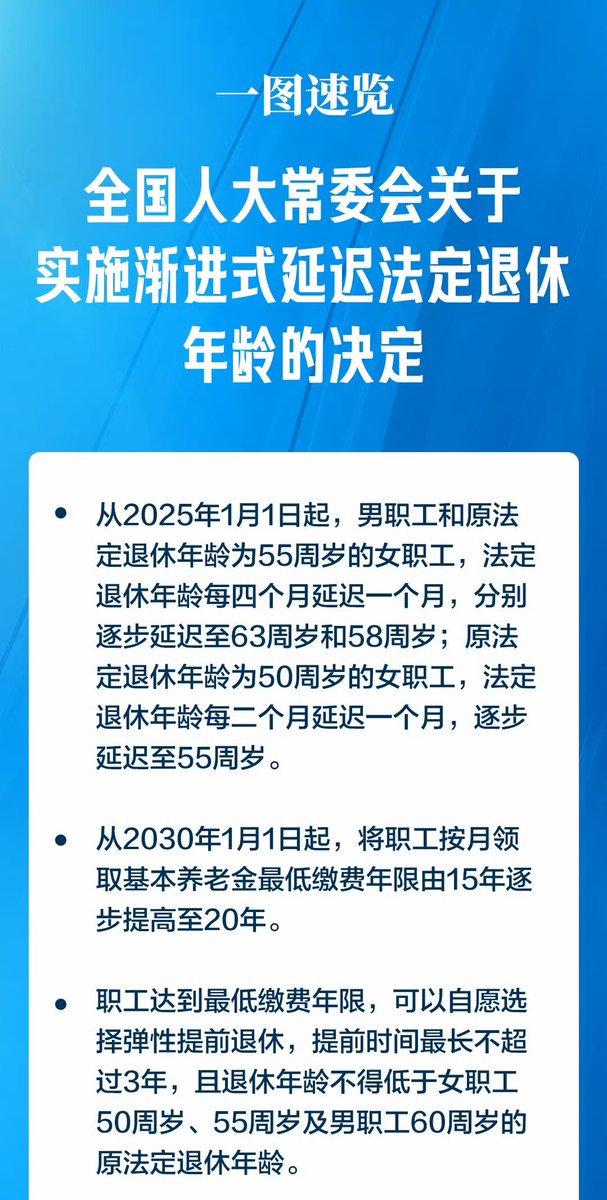 一图速览
全国人大常委会关于
实施渐进式延迟法定退休
年龄的决定
从2025年1月1日起，男职工和原法
定退休年龄为55周岁的女职工，法定
退休年龄每四个月延迟一个月，分别
逐步延迟至63周岁和58周岁；原法
定退休年龄为50周岁的女职工，法定
退休年龄每二个月延迟一个月，逐步
延迟至55周岁。
从2030年1月1日起，将职工按月领
取基本养老金最低缴费年限由15年逐
步提高至20年。
职工达到最低缴费年限，可以自愿选
择弹性提前退休，提前时间最长不超
过3年，且退休年龄不得低于女职工
50周岁、55周岁及男职工60周岁的
原法定退休年龄。